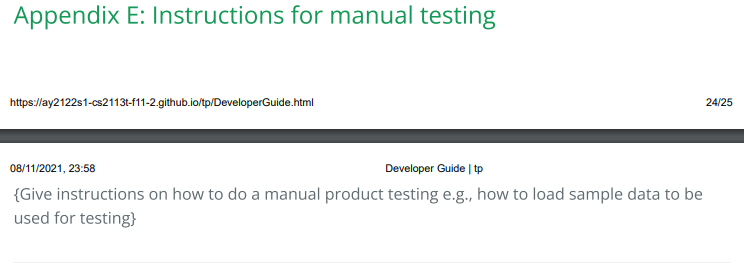 Appendix E: Instructions for manual testing
https://ay2122s1-cs2113t-f11-2.github.io/tp/DeveloperGuide.html 24/25
08/11/2021, 23:58 Developer Guide | tp
{Give instructions on how to do a manual product testing e.g., how to load sample data to be
used for testing}